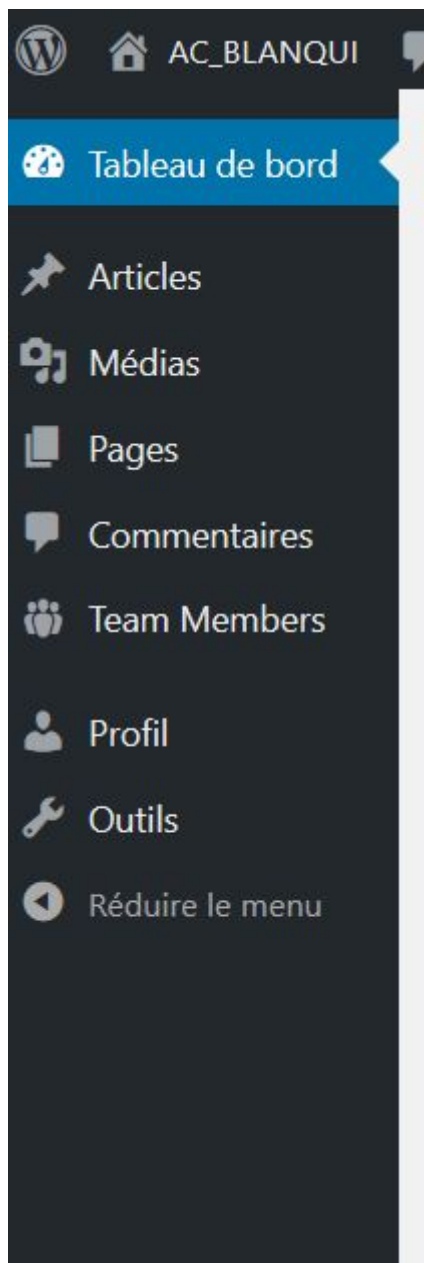 AC_BLANQUI
Tableau de bord
Articles
Médias
Pages
Commentaires
Team Members
Profil
Outils
Réduire le menu